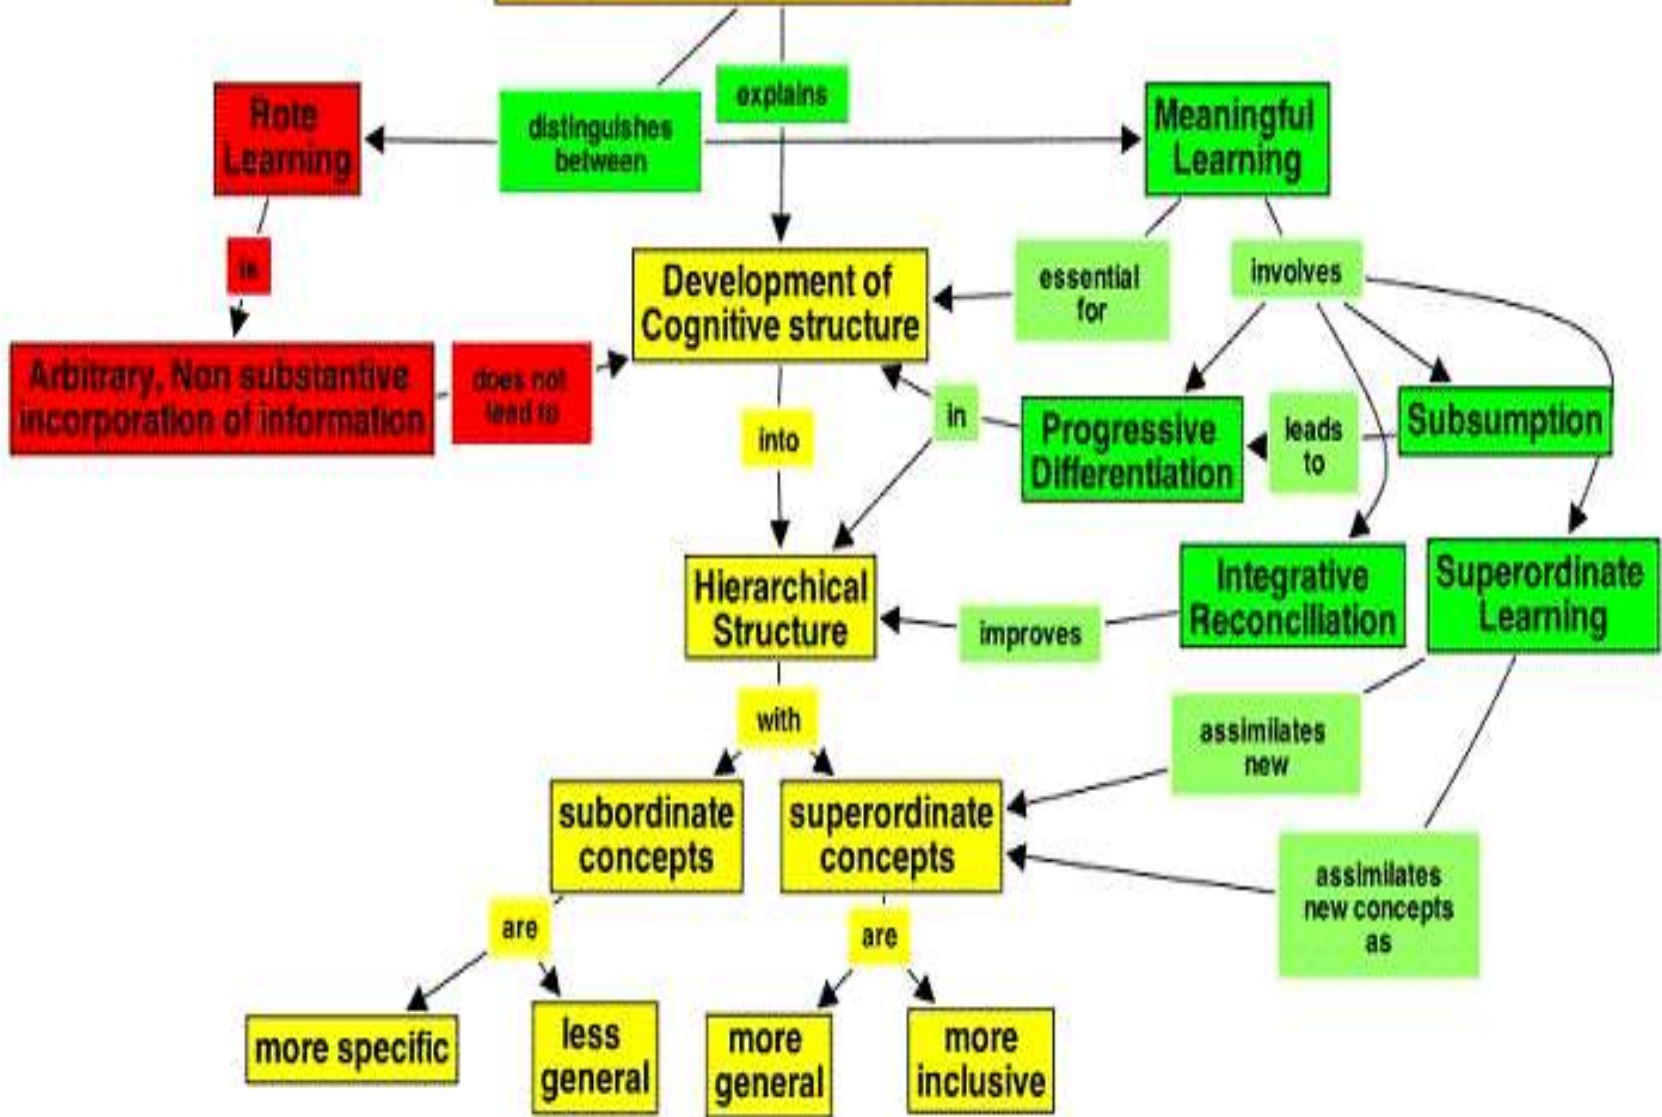 explains
Rote
Learning
distinguishes
between
Meaningful
Learning
is
Development of
Cognitive structure
essential
for
involves
Arbitrary, Non substantive
incorporation of information
does not
lead to
into
in
Progressive
Differentiation
leads
to
Subsumption
Hierarchical
Structure
improves
Integrative
Reconciliation
Superordinate
Learning
with
assimilates
new
subordinate
concepts
superordinate
concepts
assimilates
new concepts
as
are
are
more specific
less
general
more
general
more
inclusive